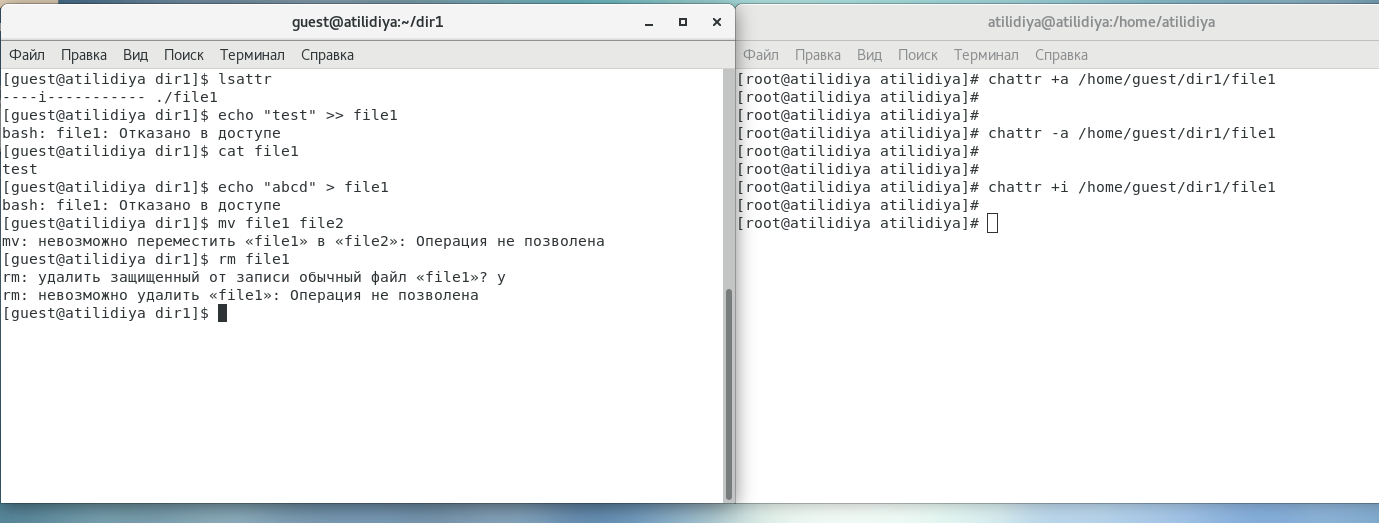 guest@atilidiya:~/dir1
Файл Правка Вид Поиск Терминал Справка
[guest@atilidiya dir1]$ lsattr
----i----------- ./file1
[guest@atilidiya dir1]$ echo "test" >> file1
bash: file1: Отказано в доступе
[guest@atilidiya dir1]$ cat file1
test
[guest@atilidiya dir1]$ echo "abcd" > file1
bash: file1: Отказано в доступе
[guest@atilidiya dir1]$ mv file1 file2
mv: невозможно переместить «file1» в «file2»: Операция не позволена
[guest@atilidiya dir1]$ rm file1
rm: удалить защищенный от записи обычный файл «file1»? y
rm: невозможно удалить «file1»: Операция не позволена
[guest@atilidiya dir1]$
atilidiya@atilidiya:/home/atilidiya
Файл Правка Вид Поиск Терминал Справка
[root@atilidiya atilidiya]# chattr +a /home/guest/dir1/file1
[root@atilidiya atilidiya]#
[root@atilidiya atilidiya]#
[root@atilidiya atilidiya]# chattr -a /home/guest/dir1/file1
[root@atilidiya atilidiya]#
[root@atilidiya atilidiya]#
[root@atilidiya atilidiya]# chattr +i /home/guest/dir1/file1
[root@atilidiya atilidiya]#
[root@atilidiya atilidiya]#